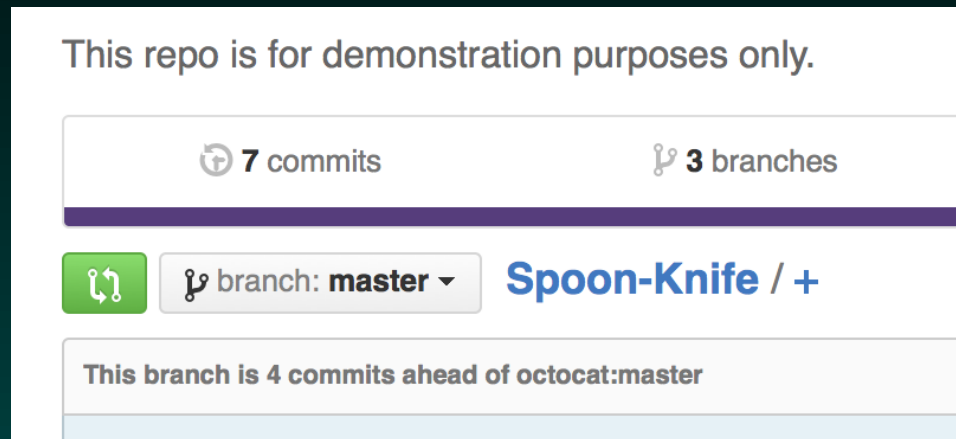 This repo is for demonstration purposes only.
7 commits 3 branches
branch: master Spoon-Knife / +
This branch is 4 commits ahead of octocat:master